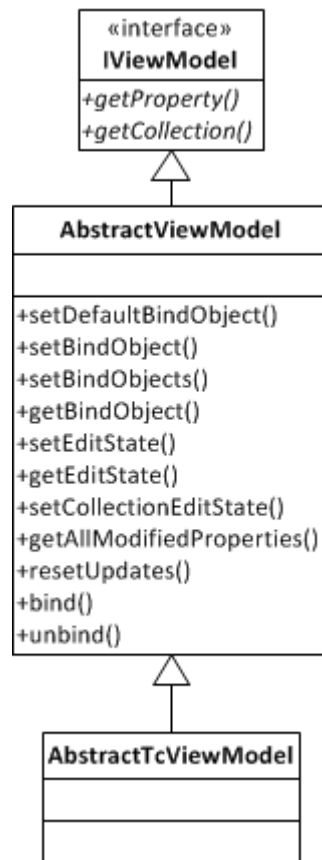 «interface»
IViewModel
+getProperty()
+getCollection()
AbstractViewModel
+setDefaultBindObject()
+setBindObject()
+setBindObjects()
+getBindObject()
+setEditState()
+getEditState()
+setCollectionEditState()
+getAllModifiedProperties()
+resetUpdates()
+bind()
+unbind()
AbstractTcViewModel